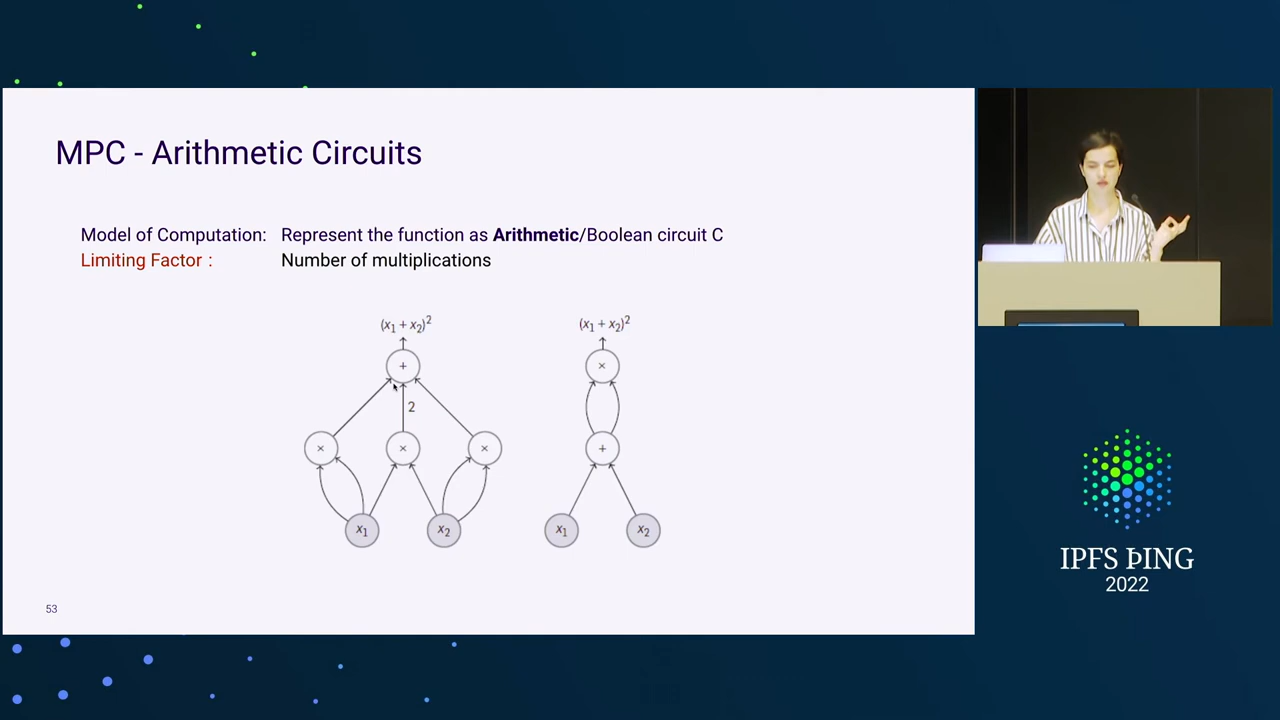 MPC - Arithmetic Circuits
Model of Computation: Represent the function as Arithmetic/Boolean circuit C
Limiting Factor : Number of multiplications
(x₁ + x₂)²
(x₁ + x₂)²
+
×
2
×
×
×
+
x₁
x₂
x₁
x₂
53
IPFS ÞING
2022